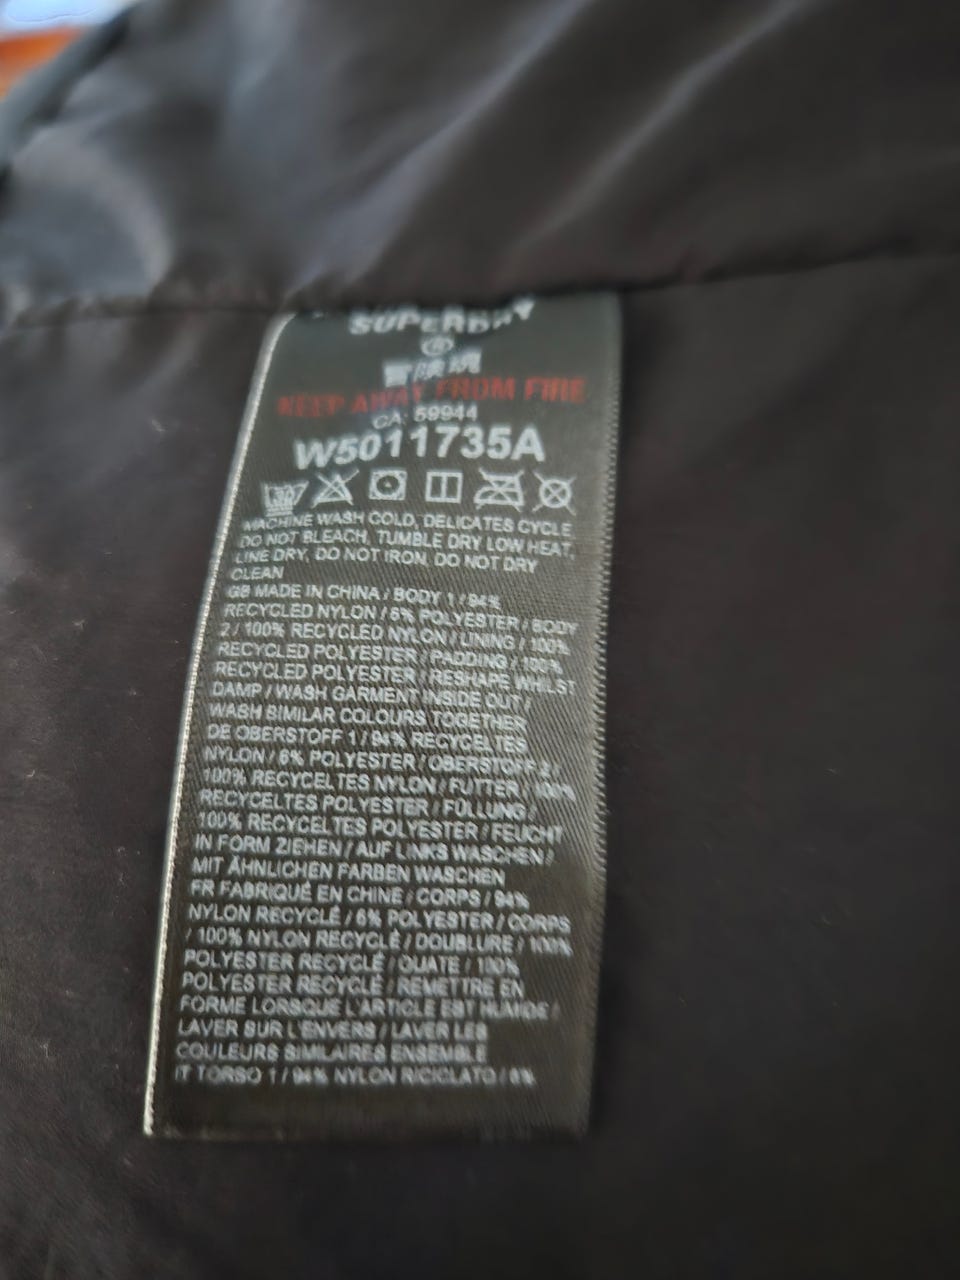 SUPERDRY
®
KEEP AWAY FROM FIRE
CA: 59944
W5011735A
30
MACHINE WASH COLD, DELICATES CYCLE,
DO NOT BLEACH, TUMBLE DRY LOW HEAT,
LINE DRY, DO NOT IRON, DO NOT DRY
CLEAN
GB MADE IN CHINA / BODY 1 / 94%
RECYCLED NYLON / 6% POLYESTER / BODY
2 / 100% RECYCLED NYLON / LINING / 100%
RECYCLED POLYESTER / PADDING / 100%
RECYCLED POLYESTER / RESHAPE WHILST
DAMP / WASH GARMENT INSIDE OUT /
WASH SIMILAR COLOURS TOGETHER
DE OBERSTOFF 1 / 94% RECYCELTES
NYLON / 6% POLYESTER / OBERSTOFF 2 /
100% RECYCELTES NYLON / FUTTER / 100%
RECYCELTES POLYESTER / FÜLLUNG /
100% RECYCELTES POLYESTER / FEUCHT
IN FORM ZIEHEN / AUF LINKS WASCHEN /
MIT ÄHNLICHEN FARBEN WASCHEN
FR FABRIQUÉ EN CHINE / CORPS / 94%
NYLON RECYCLÉ / 6% POLYESTER / CORPS
/ 100% NYLON RECYCLÉ / DOUBLURE / 100%
POLYESTER RECYCLÉ / OUATE / 100%
POLYESTER RECYCLÉ / REMETTRE EN
FORME LORSQUE L'ARTICLE EST HUMIDE /
LAVER SUR L'ENVERS / LAVER LES
COULEURS SIMILAIRES ENSEMBLE
IT TORSO 1 / 94% NYLON RICICLATO / 6%